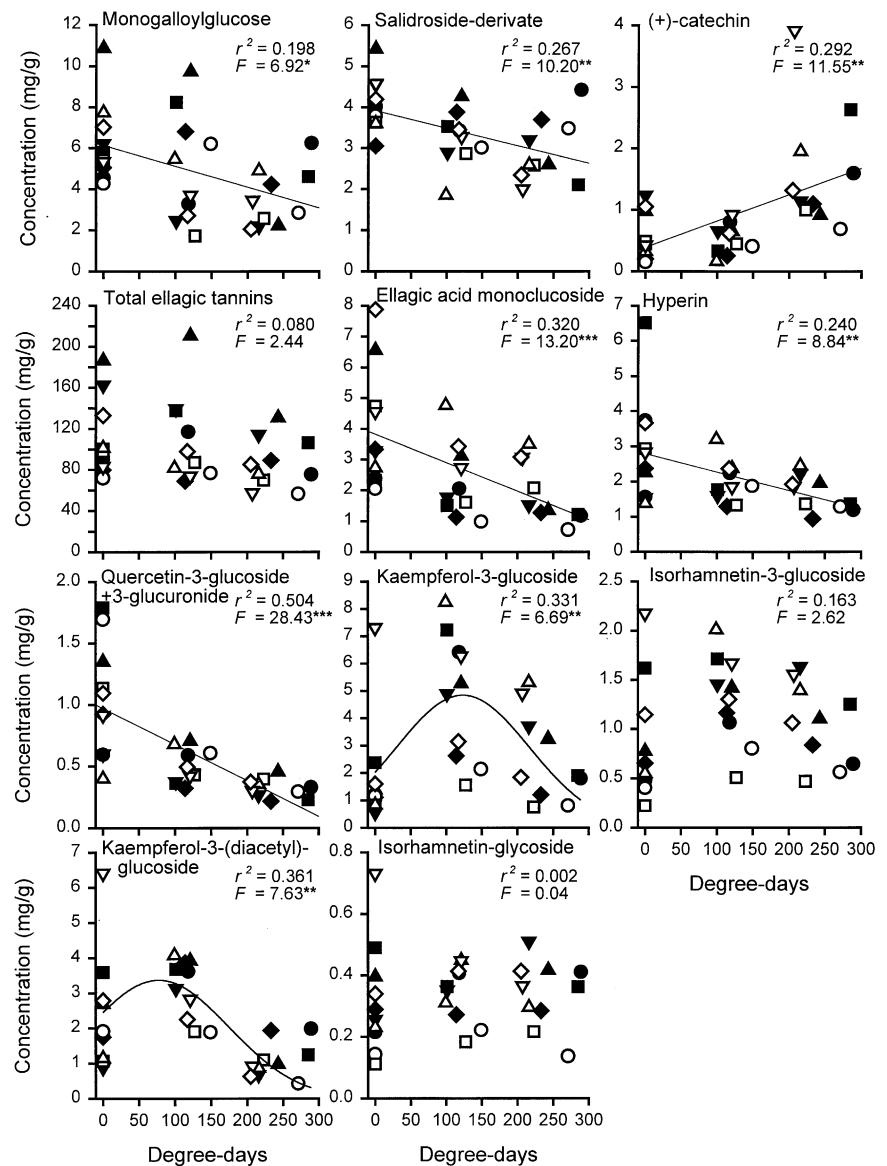 Monogalloylglucose
r² = 0.198
F = 6.92*
12
10
8
6
4
2
0
Concentration (mg/g)
Salidroside-derivate
r² = 0.267
F = 10.20**
6
5
4
3
2
1
0
(+)-catechin
r² = 0.292
F = 11.55**
4
3
2
1
0
Total ellagic tannins
r² = 0.080
F = 2.44
240
200
160
120
80
40
0
Concentration (mg/g)
Ellagic acid monoclucoside
r² = 0.320
F = 13.20***
8
7
6
5
4
3
2
1
0
Hyperin
r² = 0.240
F = 8.84**
7
6
5
4
3
2
1
0
Quercetin-3-glucoside
+3-glucuronide
r² = 0.504
F = 28.43***
2.0
1.5
1.0
0.5
0.0
Concentration (mg/g)
Kaempferol-3-glucoside
r² = 0.331
F = 6.69**
9
8
7
6
5
4
3
2
1
0
Isorhamnetin-3-glucoside
r² = 0.163
F = 2.62
2.5
2.0
1.5
1.0
0.5
0.0
0 50 100 150 200 250 300
Degree-days
Kaempferol-3-(diacetyl)-
glucoside
r² = 0.361
F = 7.63**
7
6
5
4
3
2
1
0
Concentration (mg/g)
0 50 100 150 200 250 300
Degree-days
Isorhamnetin-glycoside
r² = 0.002
F = 0.04
0.8
0.6
0.4
0.2
0.0
0 50 100 150 200 250 300
Degree-days